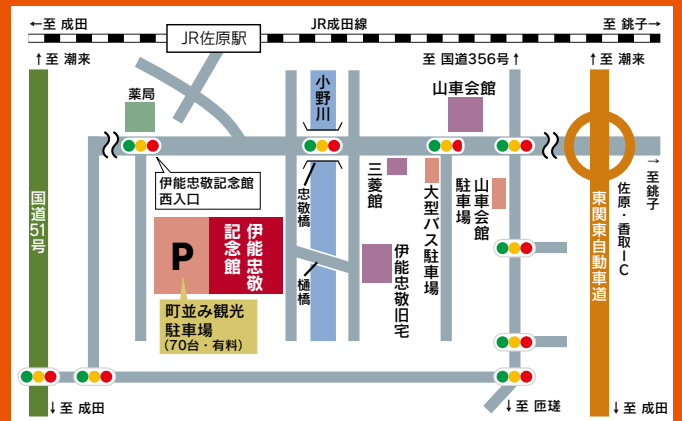 ←至 成田
JR成田線
至 銚子→
JR佐原駅
↑至 潮来
至 国道356号↑
↑至 潮来
薬局
小野川
山車会館
伊能忠敬記念館
西入口
忠敬橋
三菱館
大型バス駐車場
山車会館
駐車場
→至銚子
佐原・香取IC
国道51号
東関東自動車道
P
伊能忠敬
記念館
伊能忠敬旧宅
樋橋
町並み観光
駐車場
(70台・有料)
↓至 成田
↓至 匝瑳
↓至 成田